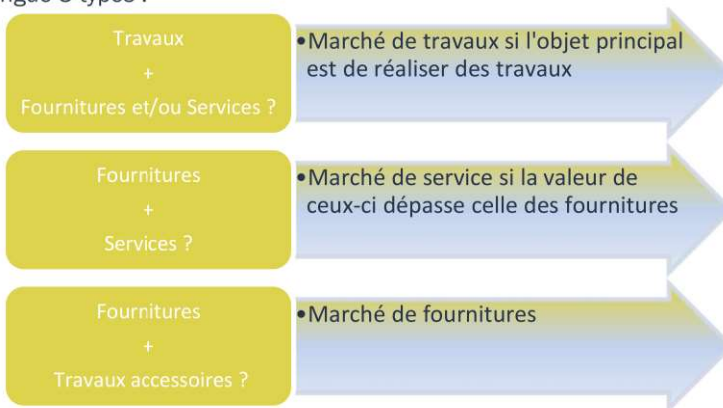 Travaux
+
Fournitures et/ou Services ?
•Marché de travaux si l'objet principal
est de réaliser des travaux
Fournitures
+
Services ?
•Marché de service si la valeur de
ceux-ci dépasse celle des fournitures
Fournitures
+
Travaux accessoires ?
•Marché de fournitures